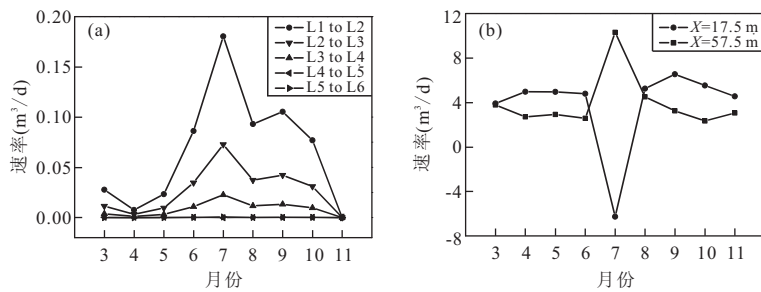 (a)
L1 to L2
L2 to L3
L3 to L4
L4 to L5
L5 to L6
0.20
0.15
0.10
0.05
0.00
速率(m³/d)
3 4 5 6 7 8 9 10 11
月份
(b)
X=17.5 m
X=57.5 m
12
8
4
0
-4
-8
速率(m³/d)
3 4 5 6 7 8 9 10 11
月份